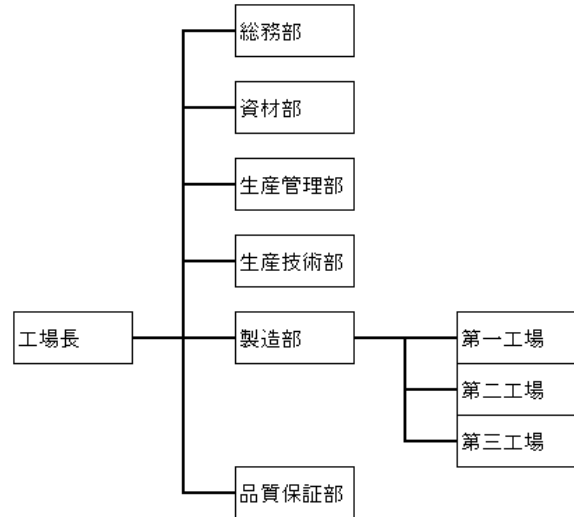 総務部
資材部
生産管理部
生産技術部
工場長
製造部
第一工場
第二工場
第三工場
品質保証部